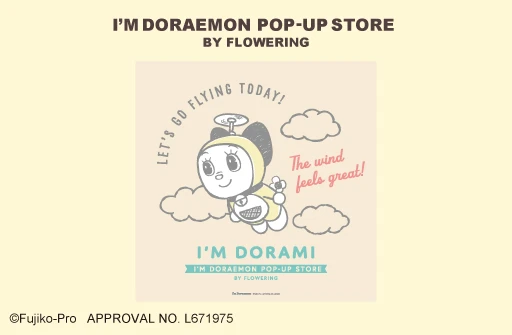 I'M DORAEMON POP-UP STORE
BY FLOWERING
LET'S GO FLYING TODAY!
The wind
feels great!
I'M DORAMI
I'M DORAEMON POP-UP STORE
BY FLOWERING
©Fujiko-Pro APPROVAL NO. L671975